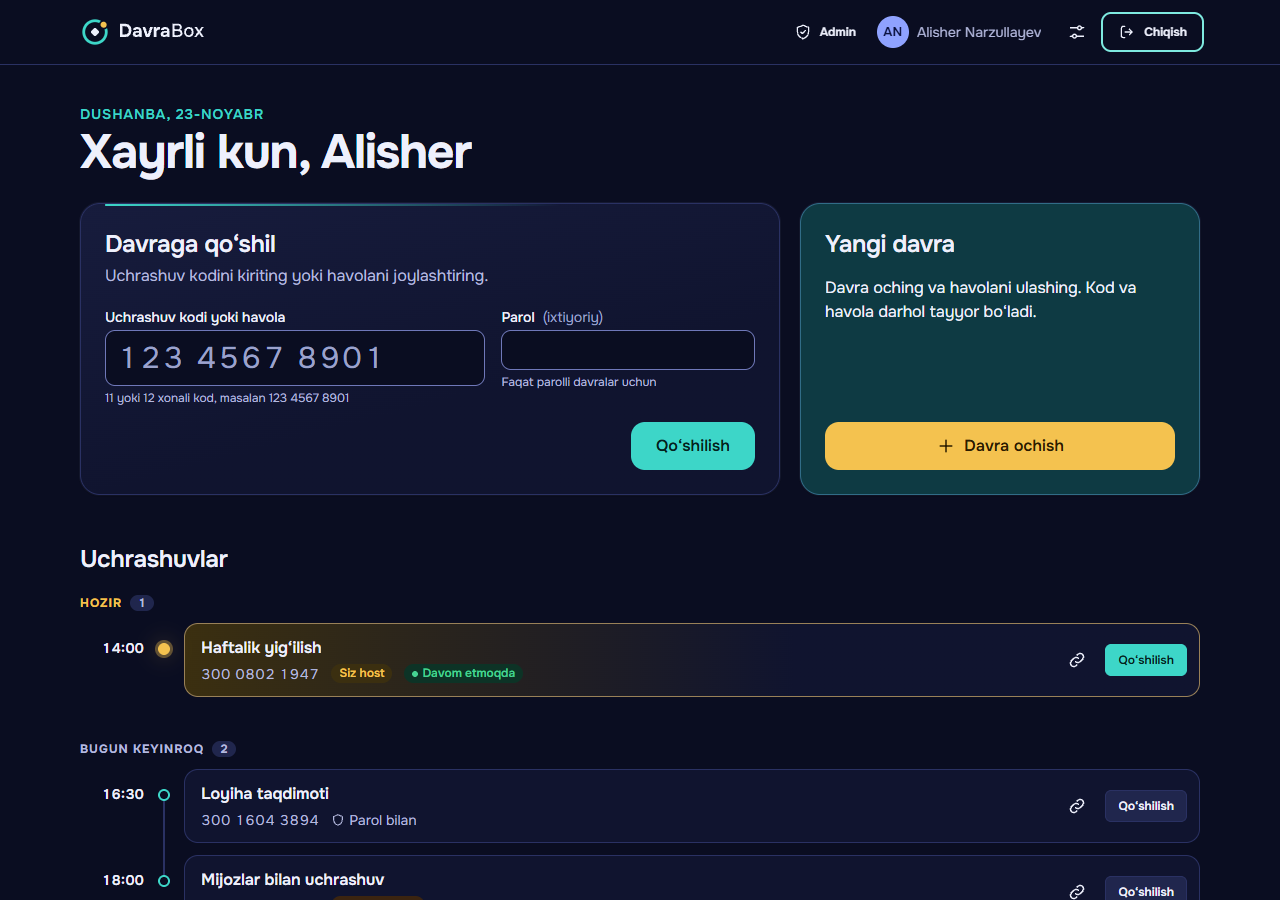 DavraBox
Admin
AN
Alisher Narzullayev
Chiqish
DUSHANBA, 23-NOYABR
Xayrli kun, Alisher
Davraga qo‘shil
Uchrashuv kodini kiriting yoki havolani joylashtiring.
Uchrashuv kodi yoki havola
123 4567 8901
11 yoki 12 xonali kod, masalan 123 4567 8901
Parol (ixtiyoriy)
Faqat parolli davralar uchun
Qo‘shilish
Yangi davra
Davra oching va havolani ulashing. Kod va
havola darhol tayyor bo‘ladi.
Davra ochish
Uchrashuvlar
HOZIR 1
14:00
Haftalik yig‘ilish
300 0802 1947 Siz host Davom etmoqda
Qo‘shilish
BUGUN KEYINROQ 2
16:30
Loyiha taqdimoti
300 1604 3894 Parol bilan
Qo‘shilish
18:00
Mijozlar bilan uchrashuv
Qo‘shilish